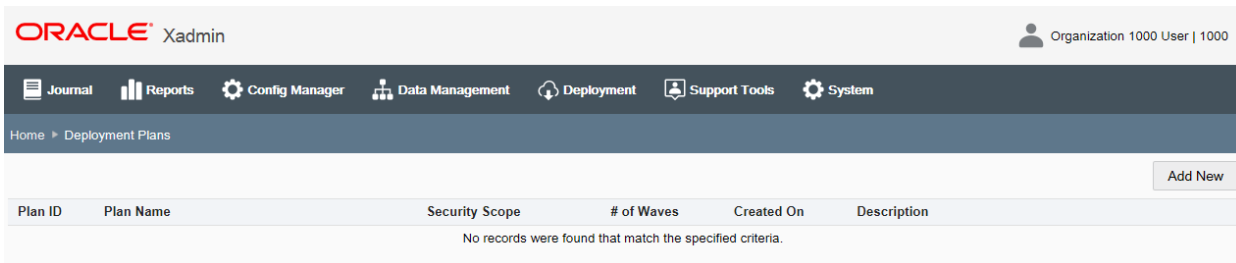 ORACLE® Xadmin
Organization 1000 User | 1000
Journal Reports Config Manager Data Management Deployment Support Tools System
Home Deployment Plans
Add New
Plan ID Plan Name Security Scope # of Waves Created On Description
No records were found that match the specified criteria.